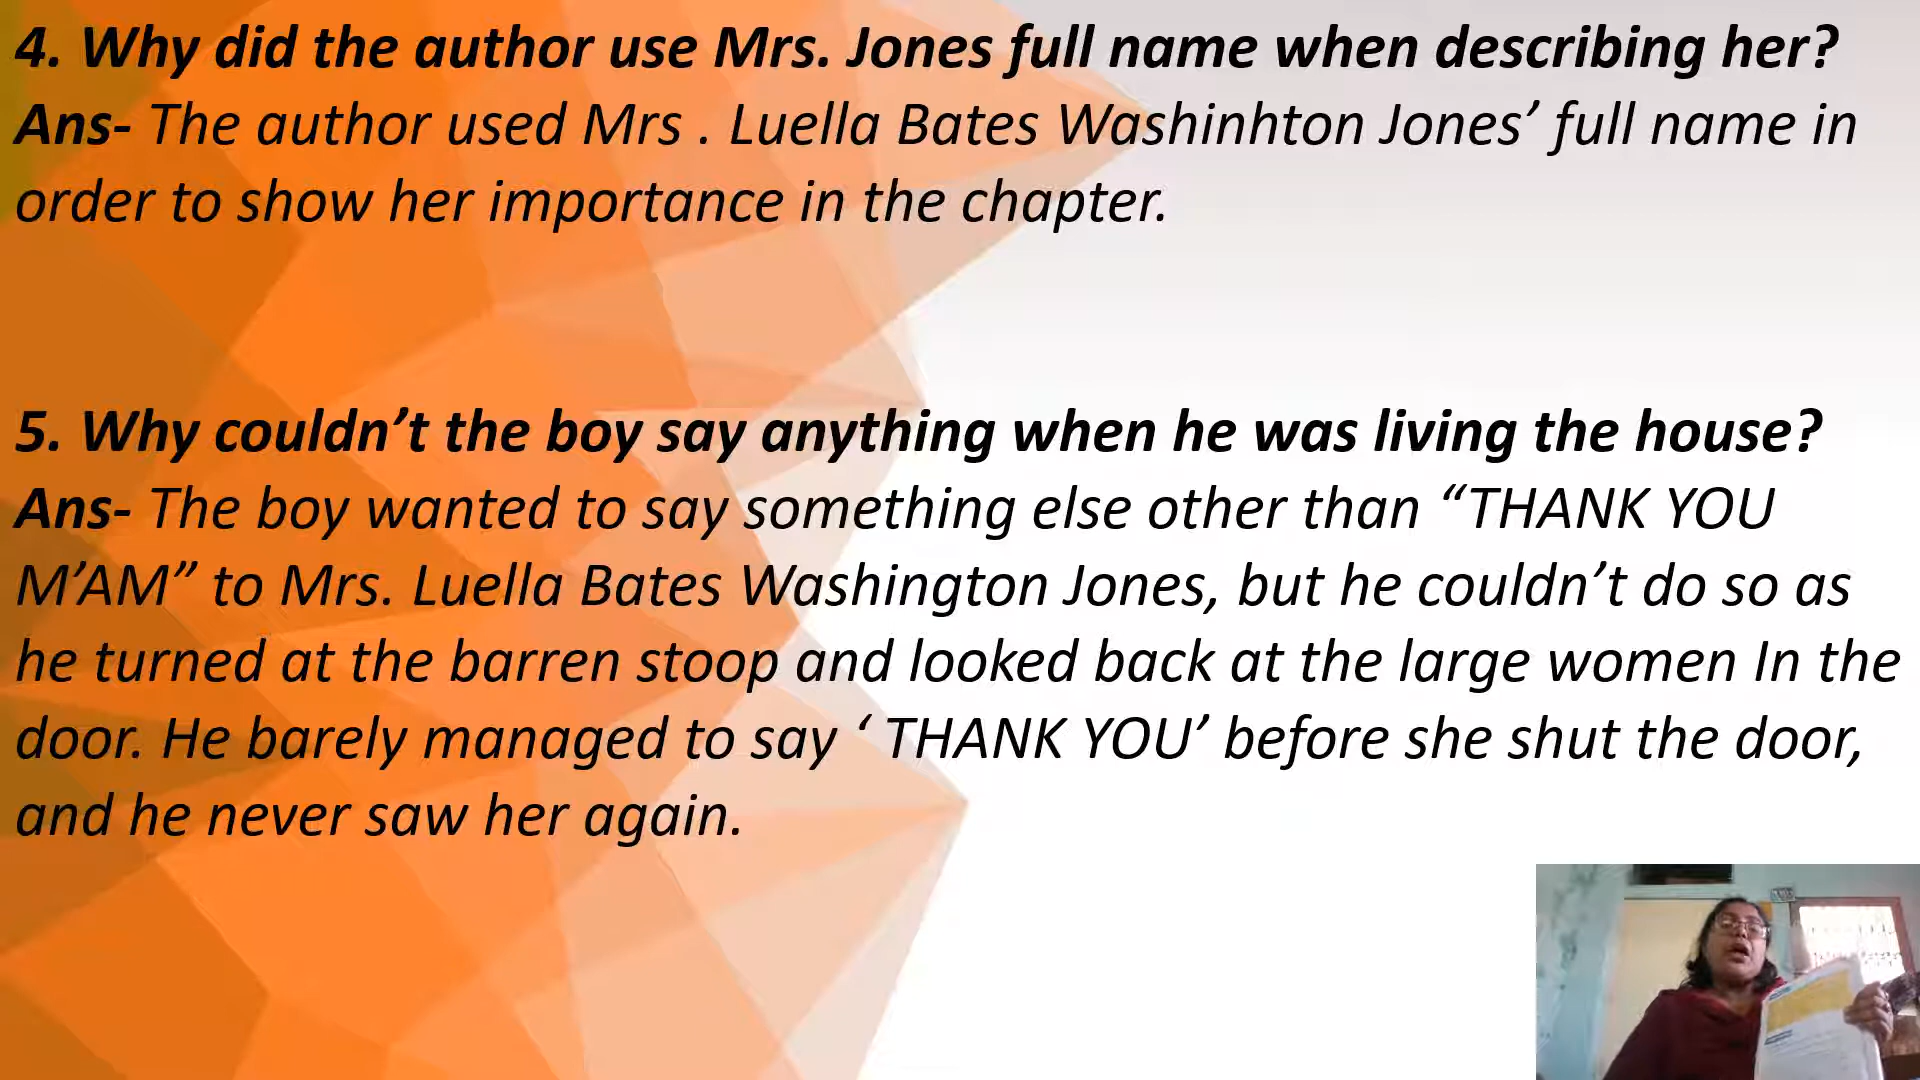 4. Why did the author use Mrs. Jones full name when describing her?
Ans- The author used Mrs . Luella Bates Washinhton Jones’ full name in
order to show her importance in the chapter.
5. Why couldn’t the boy say anything when he was living the house?
Ans- The boy wanted to say something else other than “THANK YOU
M’AM” to Mrs. Luella Bates Washington Jones, but he couldn’t do so as
he turned at the barren stoop and looked back at the large women In the
door. He barely managed to say ‘ THANK YOU’ before she shut the door,
and he never saw her again.